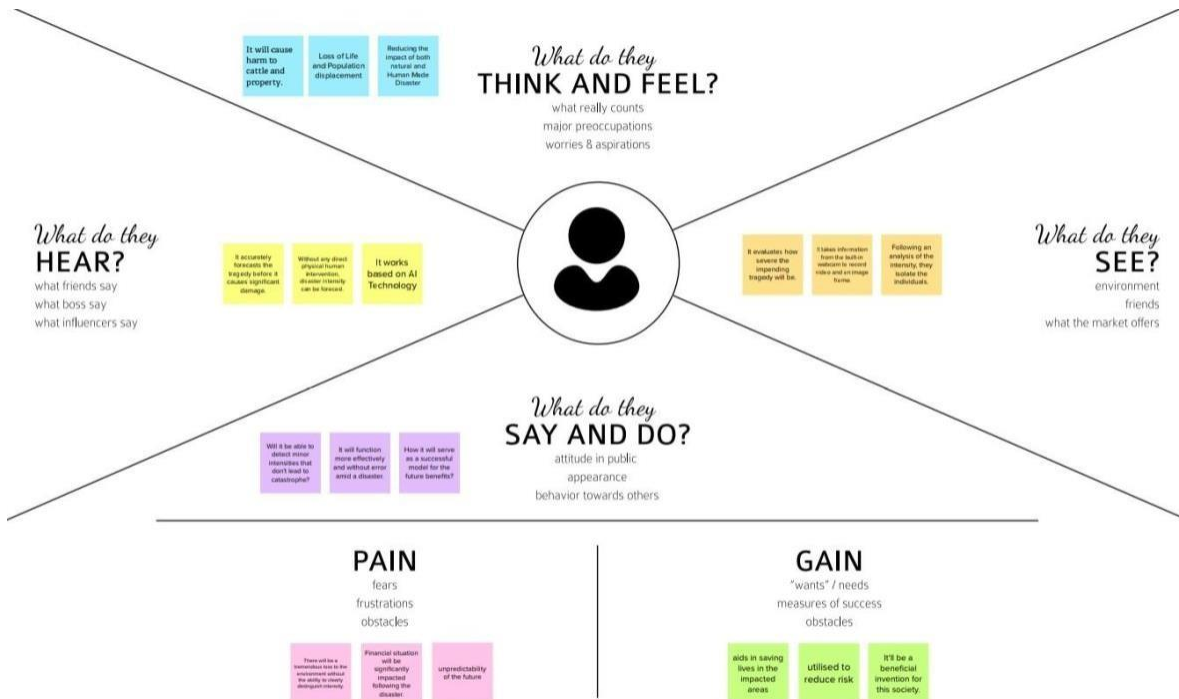 What do they
THINK AND FEEL?
what really counts
major preoccupations
worries & aspirations
It will cause
harm to
cattle and
property.
Loss of Life
and Population
displacement
Reducing the
impact of both
natural and
Human Made
Disaster
What do they
HEAR?
what friends say
what boss say
what influencers say
It accurately
forecasts the
tragedy before it
causes significant
damage.
Without any direct
physical human
intervention,
disaster intensity
can be foreced.
It works
based on AI
Technology
What do they
SEE?
environment
friends
what the market offers
It evaluates how
severe the
impending
tragedy will be.
It takes information
from the built-in
webcam to record
video and an image
frame.
Following an
analysis of the
intensity, they
isolate the
individuals.
What do they
SAY AND DO?
attitude in public
appearance
behavior towards others
Will it be able to
detect minor
intensities that
don't lead to
catastrophe?
It will function
more effectively
and without error
amid a disaster.
How it will serve
as a successful
model for the
future benefits?
PAIN
fears
frustrations
obstacles
There will be a
tremendous loss to the
environment without
the ability to clearly
distinguish intensity.
Financial situation
will be
significantly
impacted
following the
disaster.
unpredictability
of the future
GAIN
"wants" / needs
measures of success
obstacles
aids in saving
lives in the
impacted
areas
utilised to
reduce risk
It'll be a
beneficial
invention for
this society.